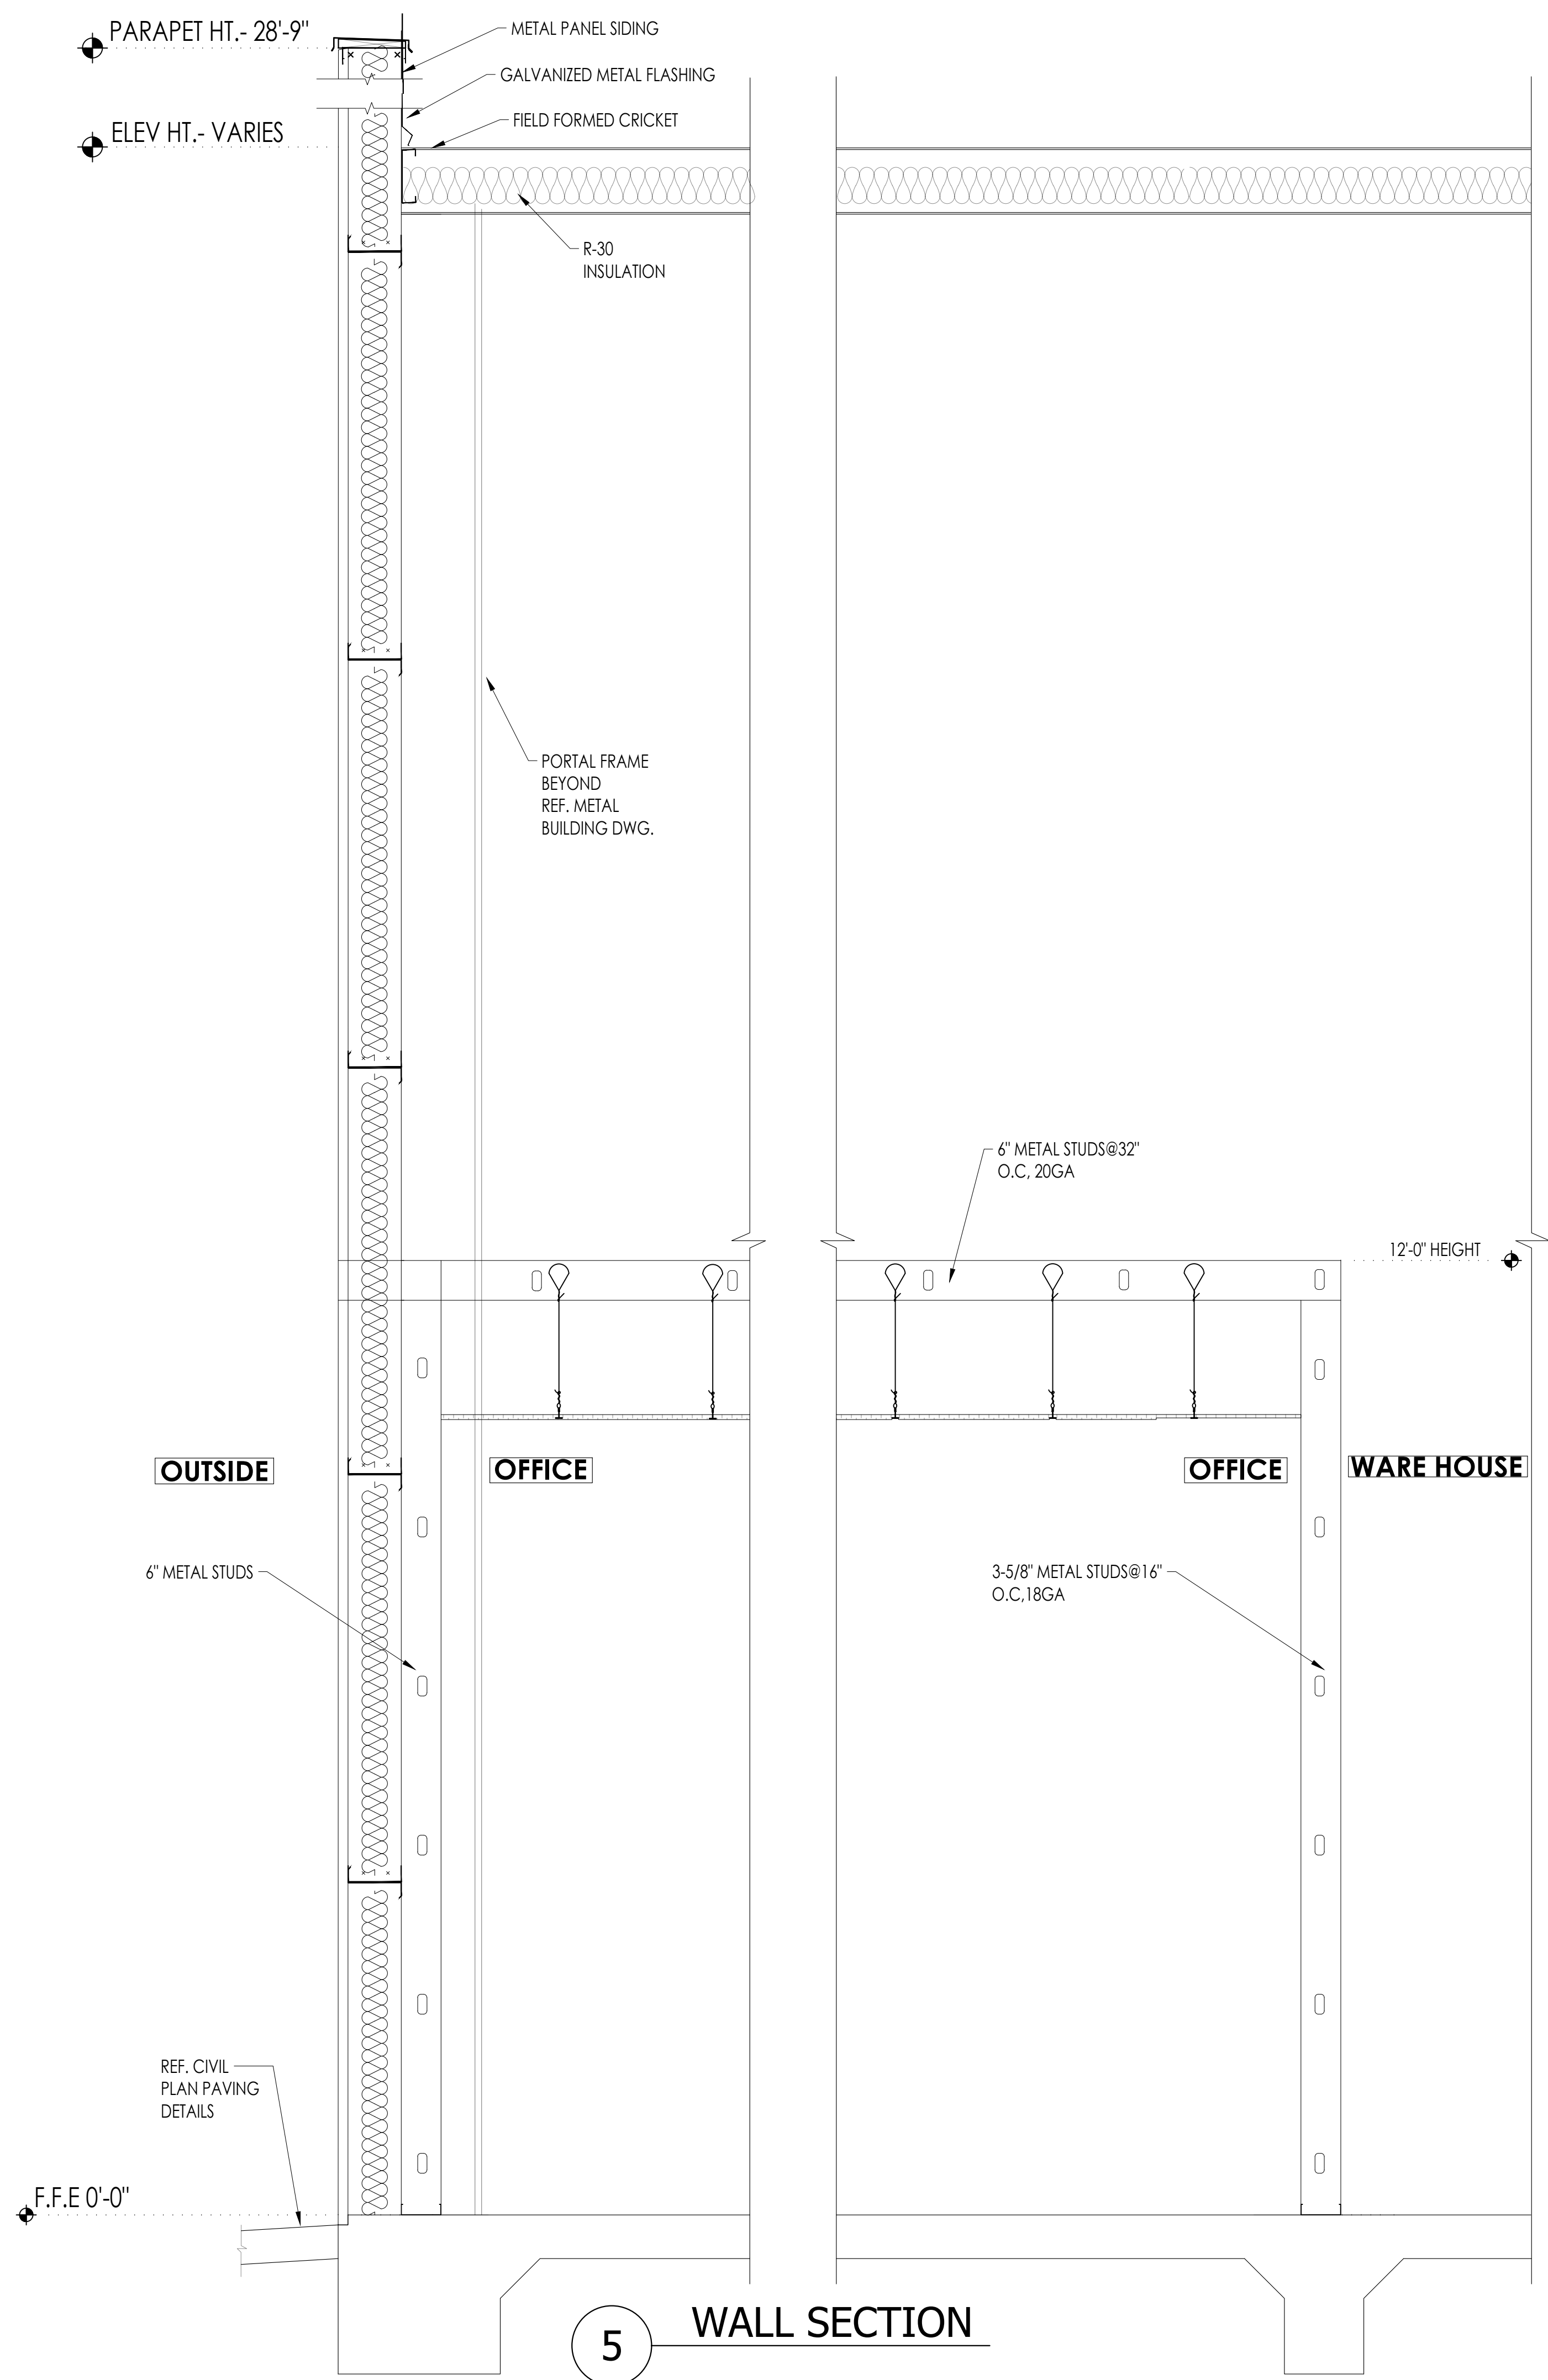 PARAPET HT.- 28'-9"
METAL PANEL SIDING
GALVANIZED METAL FLASHING
FIELD FORMED CRICKET
ELEV HT.- VARIES
R-30
INSULATION
PORTAL FRAME
BEYOND
REF. METAL
BUILDING DWG.
6" METAL STUDS@32"
O.C, 20GA
12'-0" HEIGHT
OUTSIDE
OFFICE
OFFICE
WARE HOUSE
6" METAL STUDS
3-5/8" METAL STUDS@16"
O.C,18GA
REF. CIVIL
PLAN PAVING
DETAILS
F.F.E 0'-0"
5
WALL SECTION